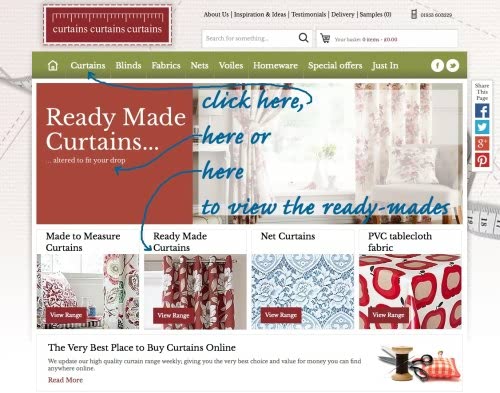 curtains curtains curtains
About Us | Inspiration & Ideas | Testimonials | Delivery | Samples (0)
Search for something...
Your basket 0 items - £0.00
Curtains Blinds Fabrics Nets Voiles Homeware Special offers Just In
Share
This
Page
Ready Made
Curtains...
... altered to fit your drop
click here,
here or
here
to view the ready-mades
Made to Measure
Curtains
Ready Made
Curtains
Net Curtains
PVC tablecloth
fabric
View Range
View Range
View Range
View Range
The Very Best Place to Buy Curtains Online
We update our high quality curtain range weekly; giving you the very best choice and value for money you can find
anywhere online.
Read More